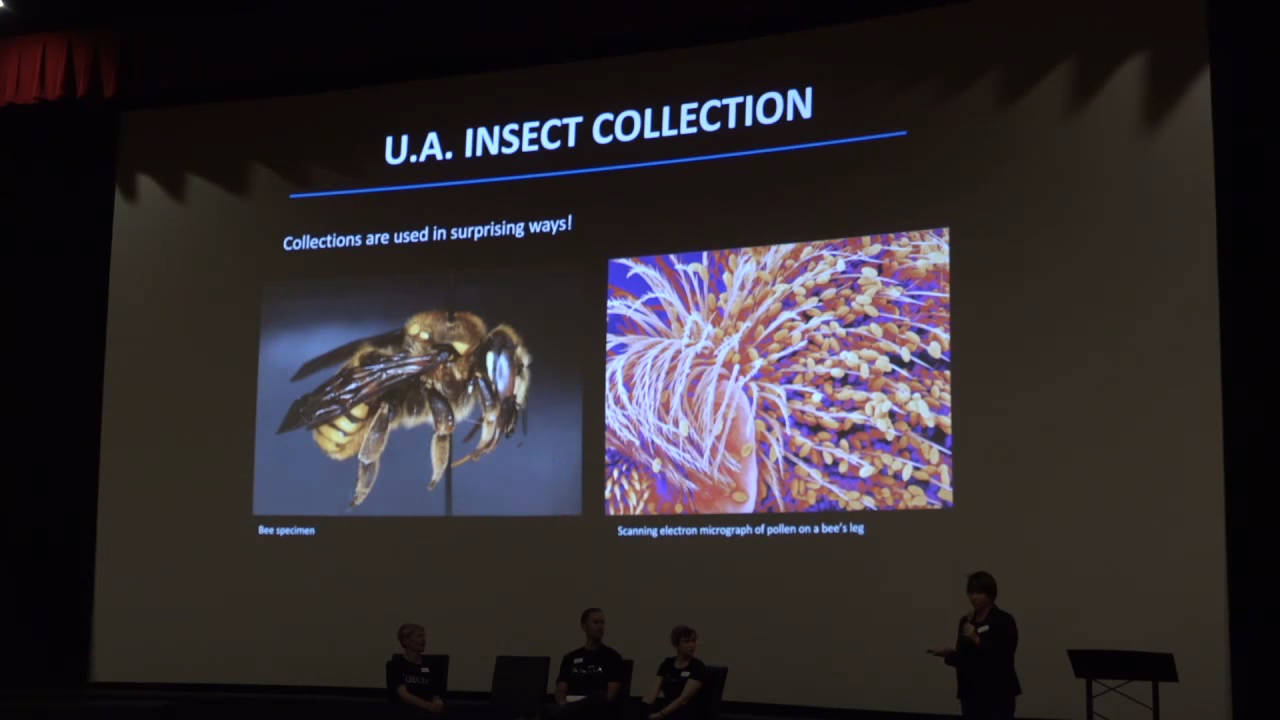 U.A. INSECT COLLECTION
Collections are used in surprising ways!
Bee specimen
Scanning electron micrograph of pollen on a bee's leg